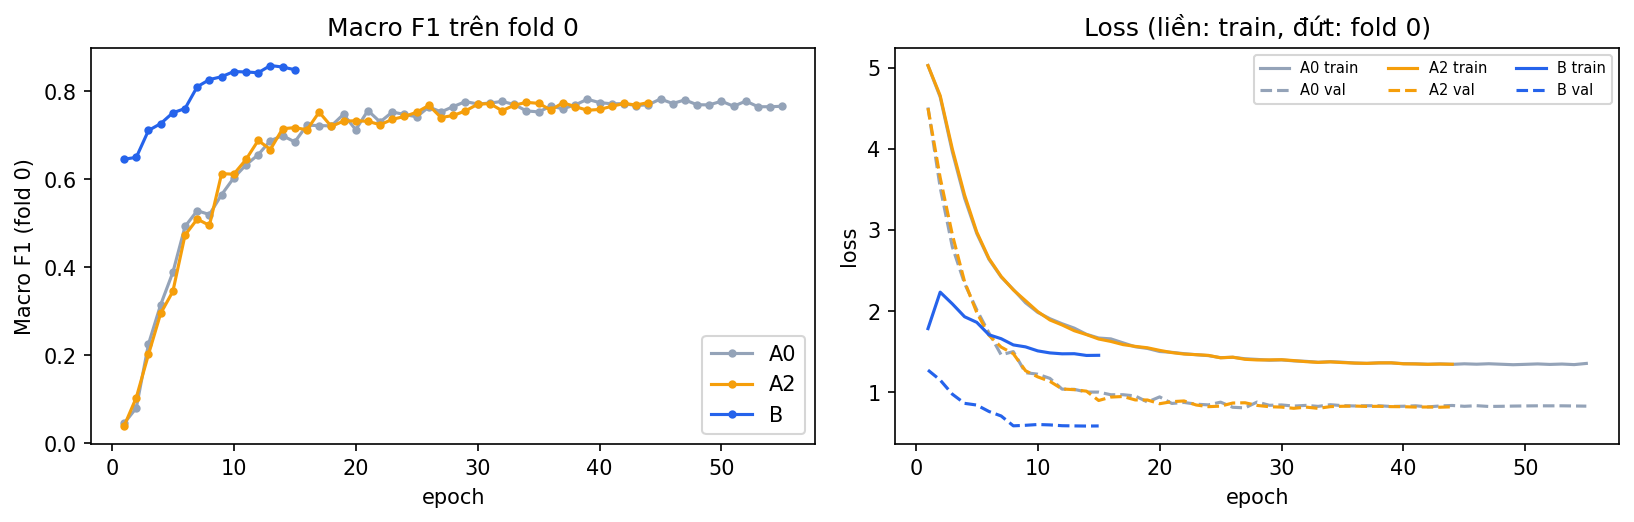 Macro F1 trên fold 0
Macro F1 (fold 0)
0.8
0.6
0.4
0.2
0.0
0 10 20 30 40 50
epoch
A0
A2
B
Loss (liền: train, đứt: fold 0)
loss
5
4
3
2
1
0 10 20 30 40 50
epoch
A0 train A2 train B train
A0 val A2 val B val